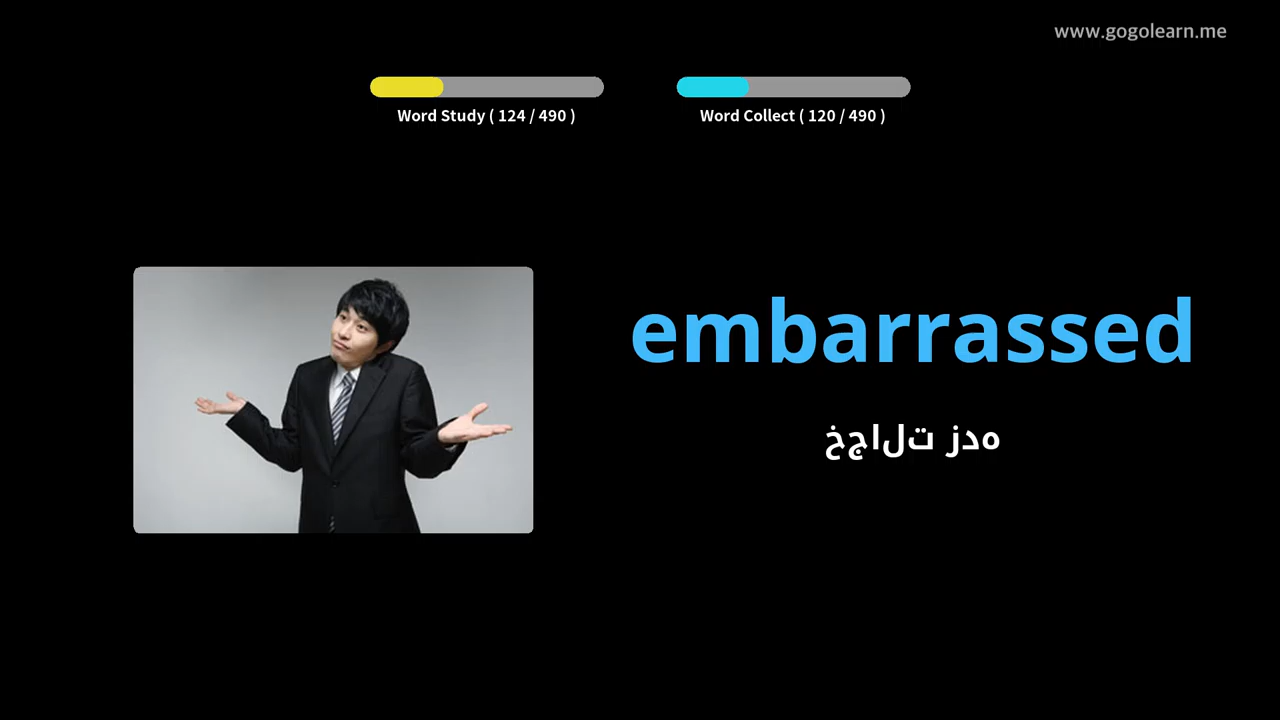 www.gogolearn.me
Word Study ( 124 / 490 )
Word Collect ( 120 / 490 )
embarrassed
خجالت زده